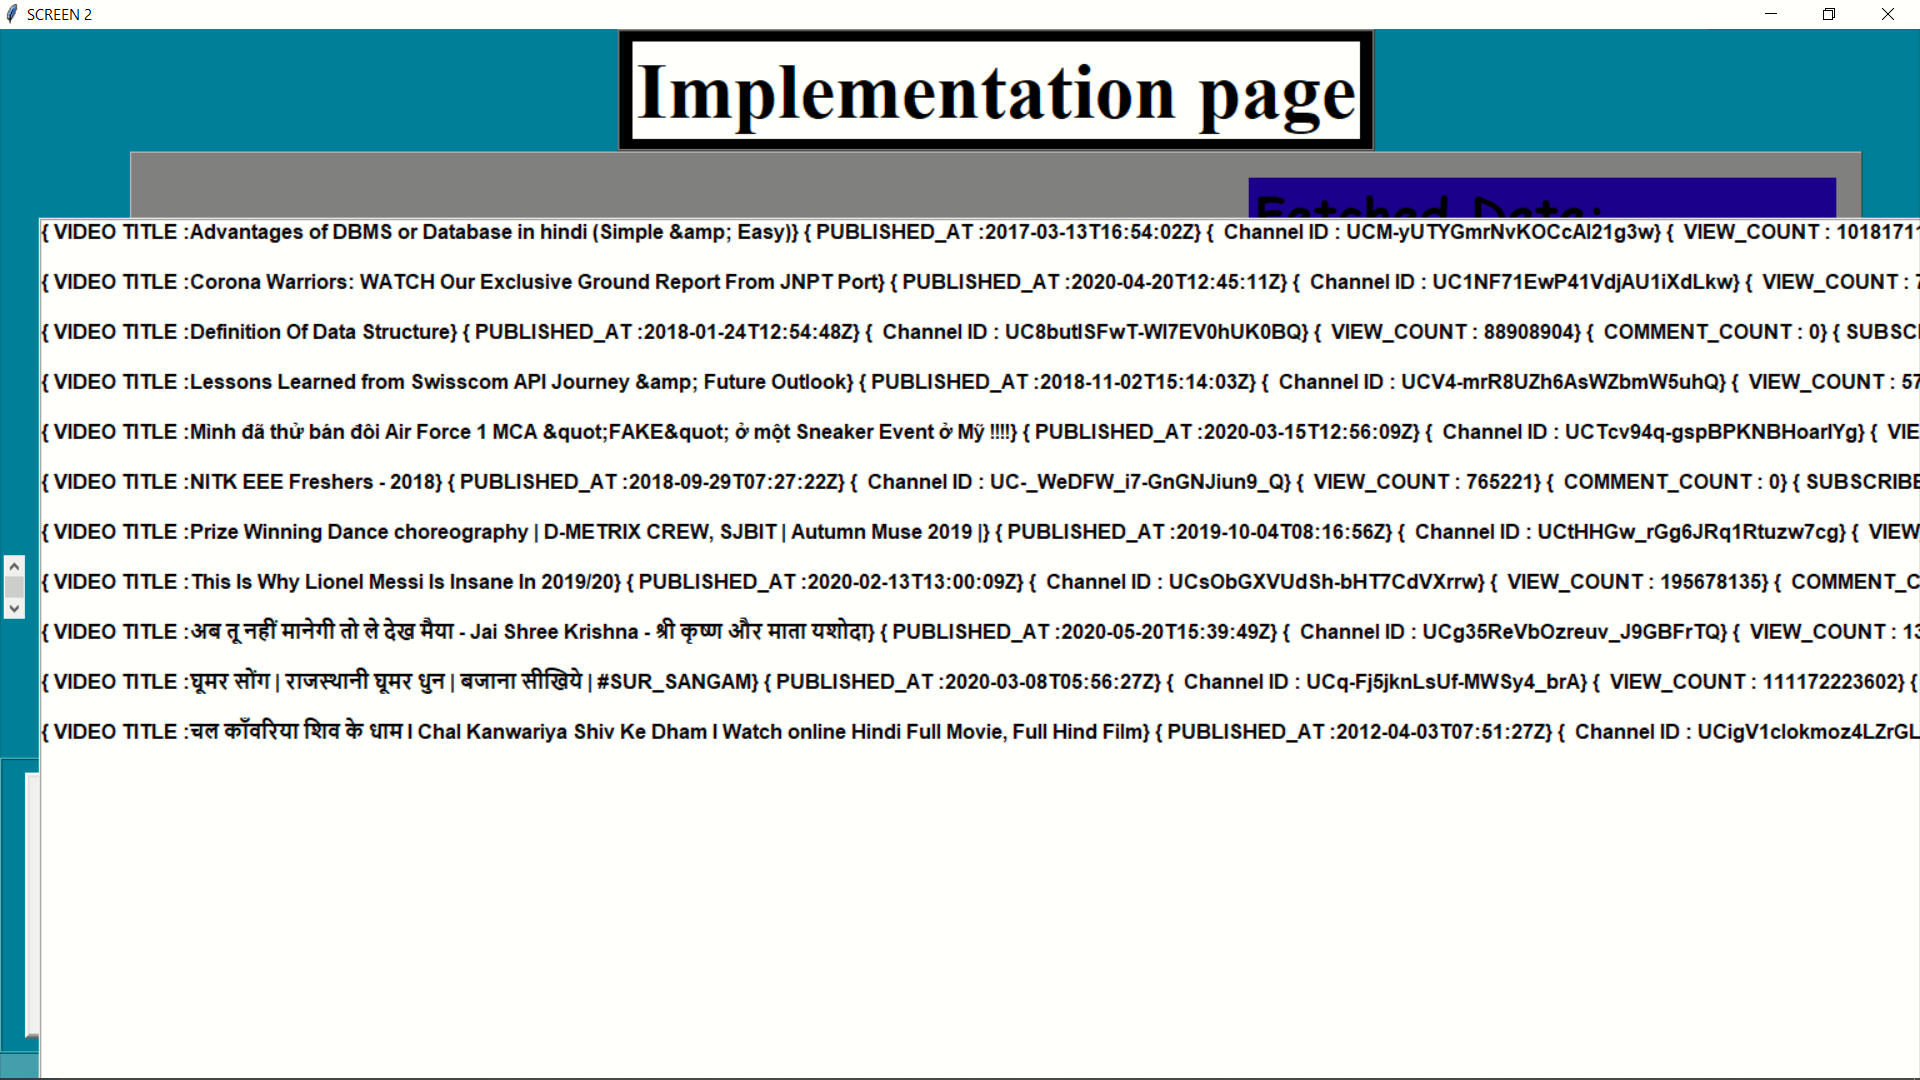 SCREEN 2
Implementation page
Fetched Data:
{ VIDEO TITLE :Advantages of DBMS or Database in hindi (Simple &amp; Easy)} { PUBLISHED_AT :2017-03-13T16:54:02Z} {  Channel ID : UCM-yUTYGmrNvKOCcAl21g3w} {  VIEW_COUNT : 10181711
{ VIDEO TITLE :Corona Warriors: WATCH Our Exclusive Ground Report From JNPT Port} { PUBLISHED_AT :2020-04-20T12:45:11Z} {  Channel ID : UC1NF71EwP41VdjAU1iXdLkw} {  VIEW_COUNT : 7
{ VIDEO TITLE :Definition Of Data Structure} { PUBLISHED_AT :2018-01-24T12:54:48Z} {  Channel ID : UC8butISFwT-Wl7EV0hUK0BQ} {  VIEW_COUNT : 88908904} {  COMMENT_COUNT : 0} { SUBSCI
{ VIDEO TITLE :Lessons Learned from Swisscom API Journey &amp; Future Outlook} { PUBLISHED_AT :2018-11-02T15:14:03Z} {  Channel ID : UCV4-mrR8UZh6AsWZbmW5uhQ} {  VIEW_COUNT : 57
{ VIDEO TITLE :Mình đã thử bán đôi Air Force 1 MCA &quot;FAKE&quot; ở một Sneaker Event ở Mỹ !!!!} { PUBLISHED_AT :2020-03-15T12:56:09Z} {  Channel ID : UCTcv94q-gspBPKNBHoarlYg} {  VIE
{ VIDEO TITLE :NITK EEE Freshers - 2018} { PUBLISHED_AT :2018-09-29T07:27:22Z} {  Channel ID : UC-_WeDFW_i7-GnGNJiun9_Q} {  VIEW_COUNT : 765221} {  COMMENT_COUNT : 0} { SUBSCRIBE
{ VIDEO TITLE :Prize Winning Dance choreography | D-METRIX CREW, SJBIT | Autumn Muse 2019 |} { PUBLISHED_AT :2019-10-04T08:16:56Z} {  Channel ID : UCtHHGw_rGg6JRq1Rtuzw7cg} {  VIEW
{ VIDEO TITLE :This Is Why Lionel Messi Is Insane In 2019/20} { PUBLISHED_AT :2020-02-13T13:00:09Z} {  Channel ID : UCsObGXVUdSh-bHT7CdVXrrw} {  VIEW_COUNT : 195678135} {  COMMENT_C
{ VIDEO TITLE :अब तू नहीं मानेगी तो ले देख मैया - Jai Shree Krishna - श्री कृष्ण और माता यशोदा} { PUBLISHED_AT :2020-05-20T15:39:49Z} {  Channel ID : UCg35ReVbOzreuv_J9GBFrTQ} {  VIEW_COUNT : 13
{ VIDEO TITLE :घूमर सोंग | राजस्थानी घूमर धुन | बजाना सीखिये | #SUR_SANGAM} { PUBLISHED_AT :2020-03-08T05:56:27Z} {  Channel ID : UCq-Fj5jknLsUf-MWSy4_brA} {  VIEW_COUNT : 111172223602} {
{ VIDEO TITLE :चल काँवरिया शिव के धाम I Chal Kanwariya Shiv Ke Dham I Watch online Hindi Full Movie, Full Hind Film} { PUBLISHED_AT :2012-04-03T07:51:27Z} {  Channel ID : UCigV1clokmoz4LZrGL